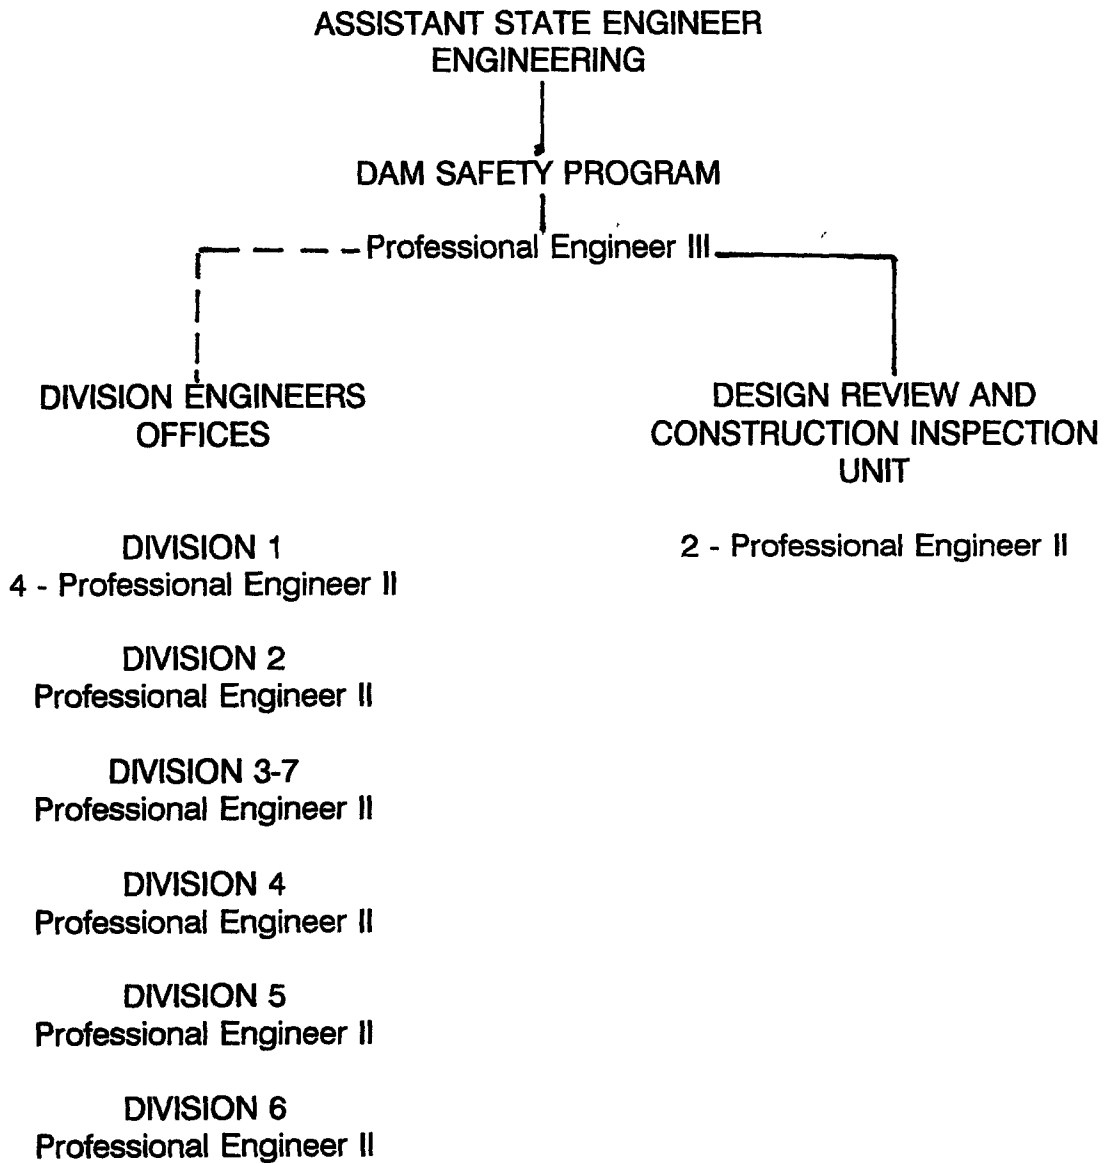 ASSISTANT STATE ENGINEER
ENGINEERING
DAM SAFETY PROGRAM
Professional Engineer III
DIVISION ENGINEERS
OFFICES
DIVISION 1
4 - Professional Engineer II
DIVISION 2
Professional Engineer II
DIVISION 3-7
Professional Engineer II
DIVISION 4
Professional Engineer II
DIVISION 5
Professional Engineer II
DIVISION 6
Professional Engineer II
DESIGN REVIEW AND
CONSTRUCTION INSPECTION
UNIT
2 - Professional Engineer II